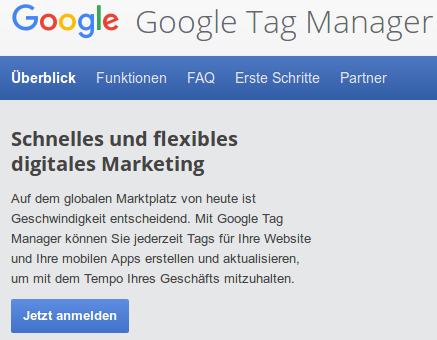 Google Google Tag Manager
Überblick Funktionen FAQ Erste Schritte Partner
Schnelles und flexibles
digitales Marketing
Auf dem globalen Marktplatz von heute ist
Geschwindigkeit entscheidend. Mit Google Tag
Manager können Sie jederzeit Tags für Ihre Website
und Ihre mobilen Apps erstellen und aktualisieren,
um mit dem Tempo Ihres Geschäfts mitzuhalten.
Jetzt anmelden